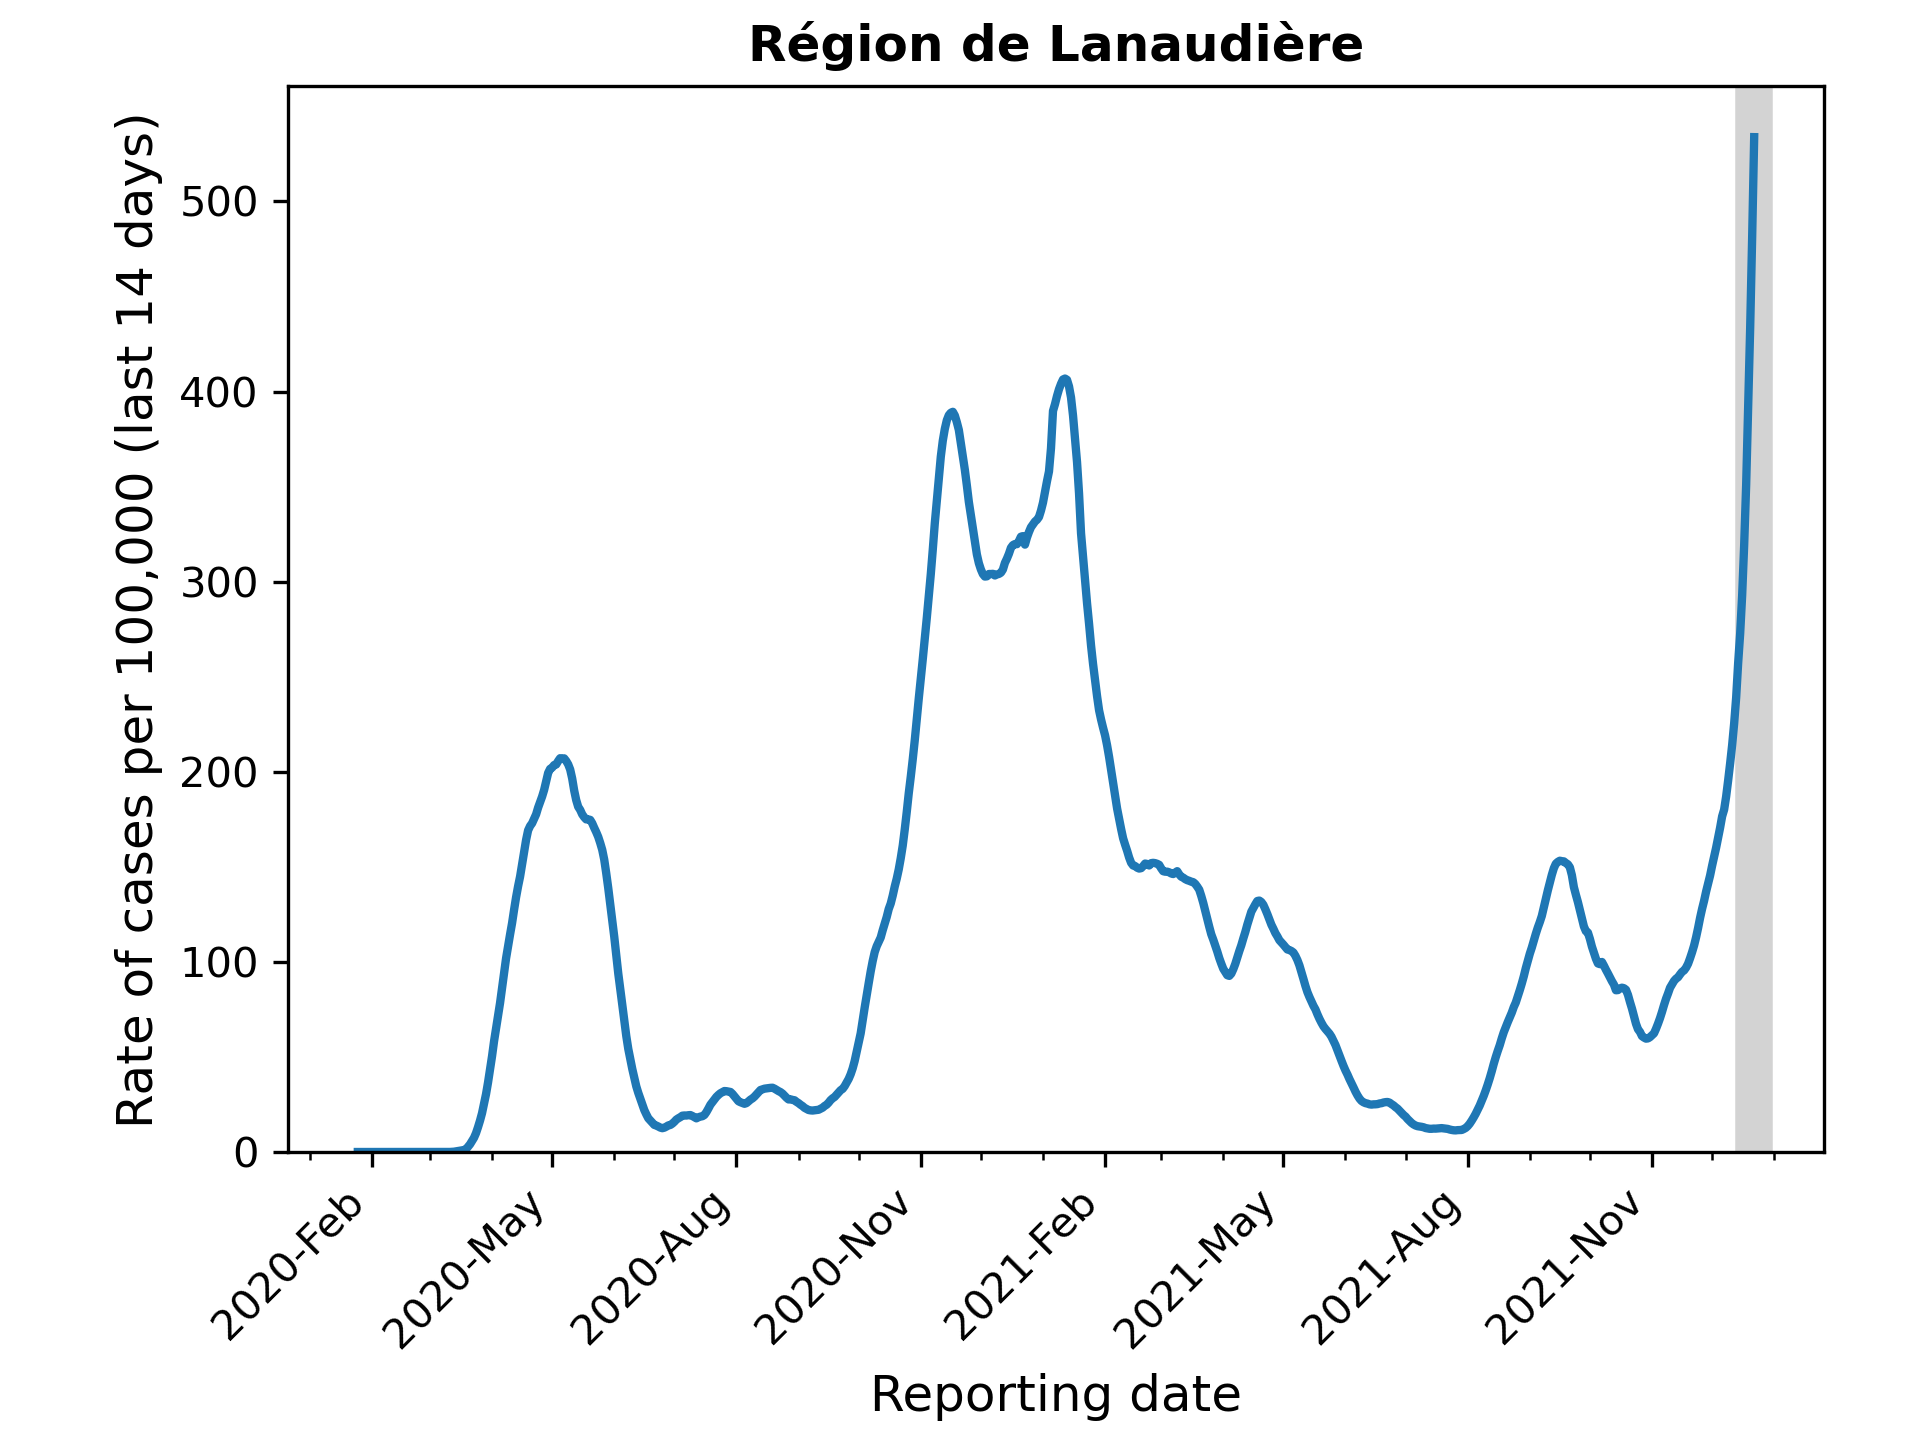 Région de Lanaudière
Rate of cases per 100,000 (last 14 days)
500
400
300
200
100
0
2020-Feb
2020-May
2020-Aug
2020-Nov
2021-Feb
2021-May
2021-Aug
2021-Nov
Reporting date